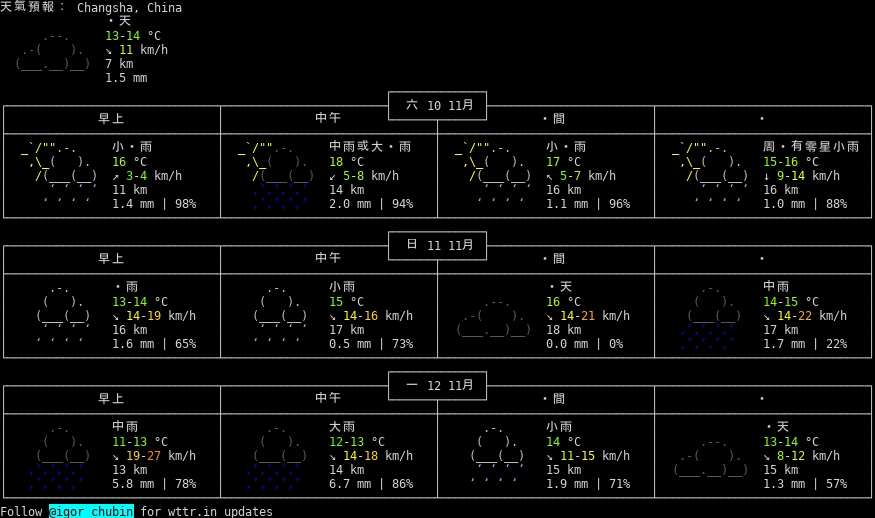 天氣預報： Changsha, China
・天
13-14 °C
↘ 11 km/h
7 km
1.5 mm
六 10 11月
早上 中午 ・間 ・
小・雨 中雨或大・雨 小・雨 周・有零星小雨
16 °C 18 °C 17 °C 15-16 °C
↗ 3-4 km/h ↙ 5-8 km/h ↖ 5-7 km/h ↓ 9-14 km/h
11 km 14 km 16 km 16 km
1.4 mm | 98% 2.0 mm | 94% 1.1 mm | 96% 1.0 mm | 88%
日 11 11月
早上 中午 ・間 ・
・雨 小雨 ・天 中雨
13-14 °C 15 °C 16 °C 14-15 °C
↘ 14-19 km/h ↘ 14-16 km/h ↘ 14-21 km/h ↘ 14-22 km/h
16 km 17 km 18 km 17 km
1.6 mm | 65% 0.5 mm | 73% 0.0 mm | 0% 1.7 mm | 22%
一 12 11月
早上 中午 ・間 ・
中雨 大雨 小雨 ・天
11-13 °C 12-13 °C 14 °C 13-14 °C
↘ 19-27 km/h ↘ 14-18 km/h ↘ 11-15 km/h ↘ 8-12 km/h
13 km 14 km 15 km 15 km
5.8 mm | 78% 6.7 mm | 86% 1.9 mm | 71% 1.3 mm | 57%
Follow @igor_chubin for wttr.in updates